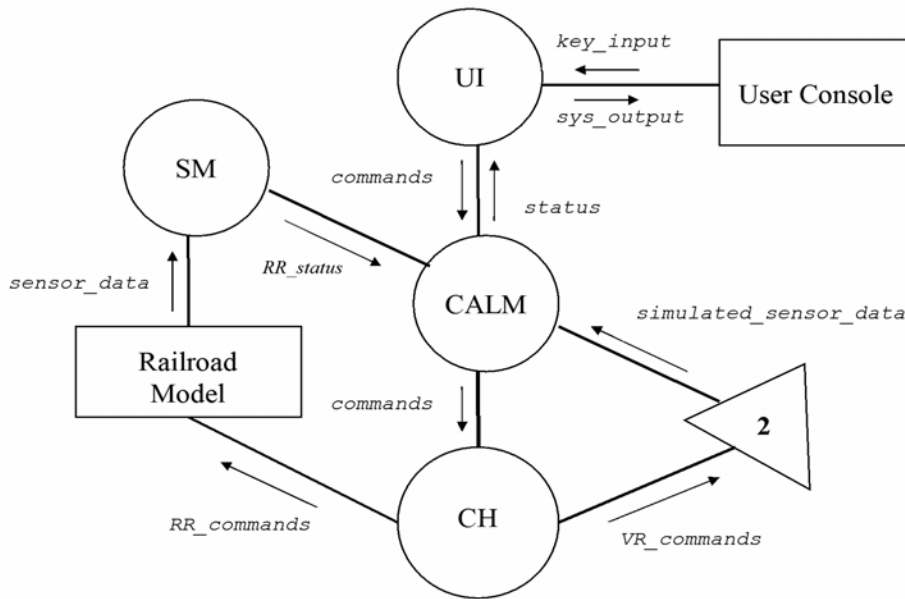 key_input
UI
User Console
sys_output
SM
commands
status
RR_status
sensor_data
CALM
simulated_sensor_data
Railroad
Model
commands
2
CH
RR_commands
VR_commands